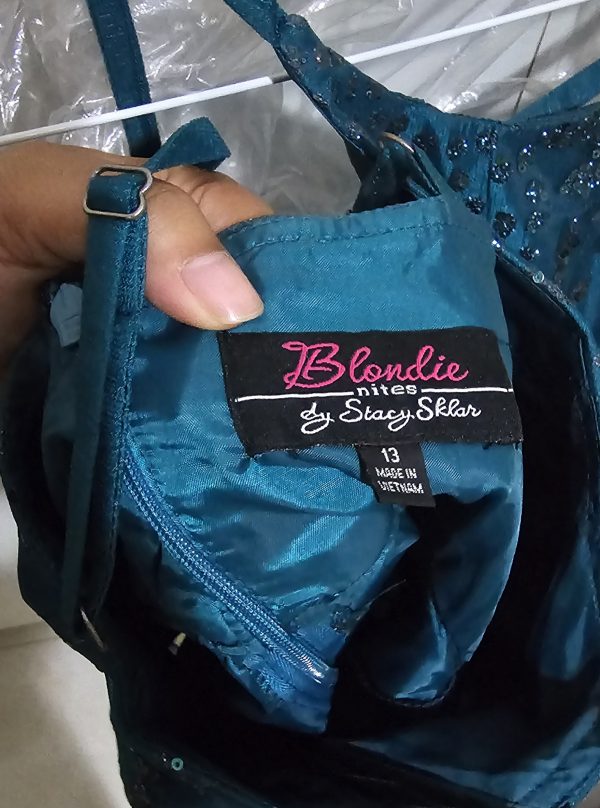 Blondie
nites
by Stacy Sklar
13
MADE IN
VIETNAM